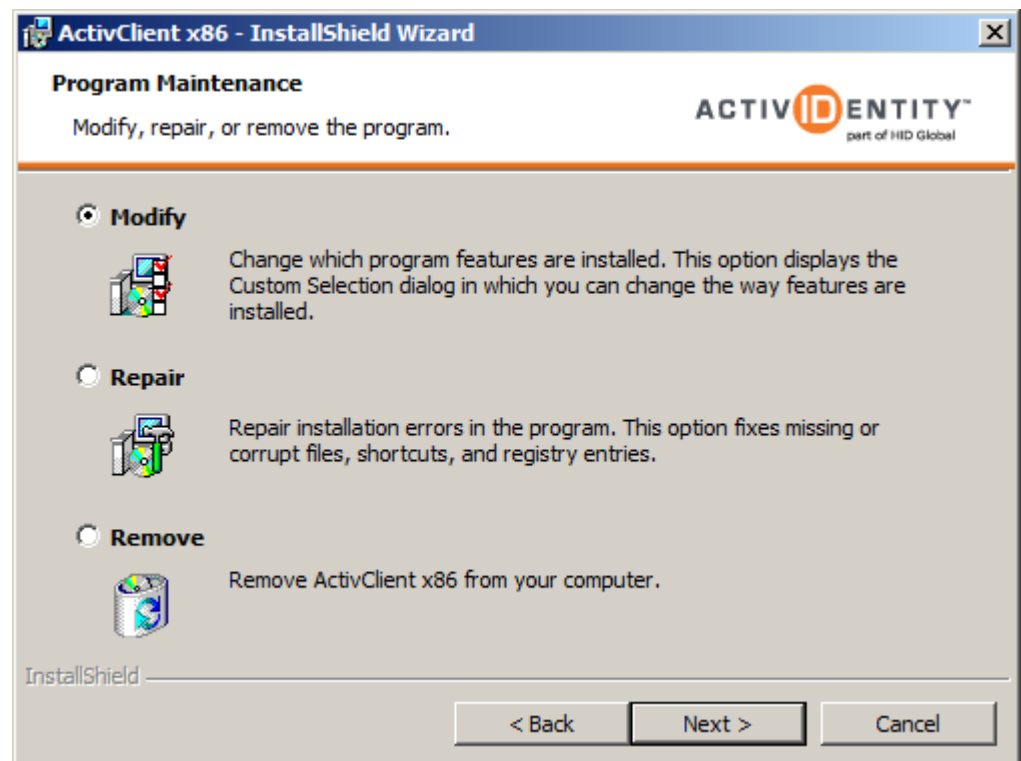 ActivClient x86 - InstallShield Wizard
Program Maintenance
Modify, repair, or remove the program.
ACTIVIDENTITY™
part of HID Global
Modify
Change which program features are installed. This option displays the
Custom Selection dialog in which you can change the way features are
installed.
Repair
Repair installation errors in the program. This option fixes missing or
corrupt files, shortcuts, and registry entries.
Remove
Remove ActivClient x86 from your computer.
InstallShield
< Back
Next >
Cancel